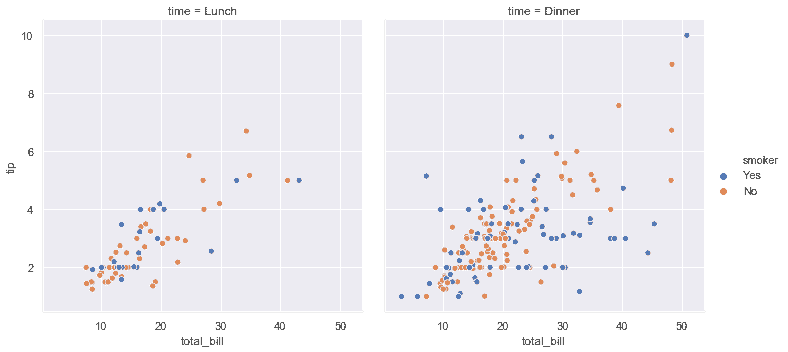 time = Lunch
time = Dinner
10
8
6
4
2
tip
10 20 30 40 50
10 20 30 40 50
total_bill
total_bill
smoker
Yes
No